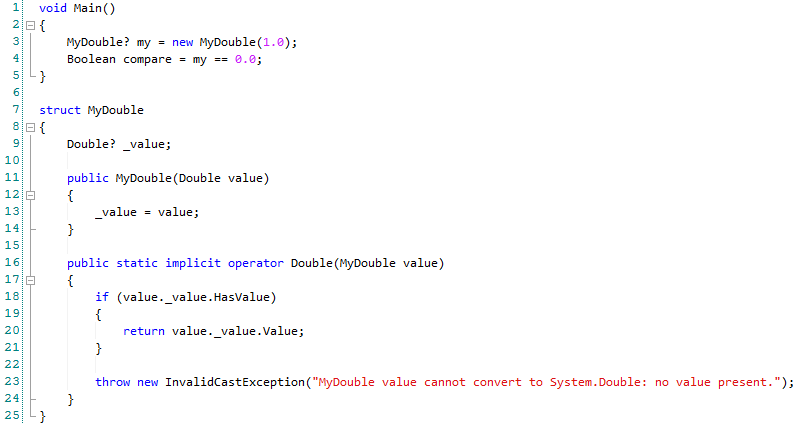 1 void Main()
2 {
3 MyDouble? my = new MyDouble(1.0);
4 Boolean compare = my == 0.0;
5 }
6
7 struct MyDouble
8 {
9 Double? _value;
10
11 public MyDouble(Double value)
12 {
13 _value = value;
14 }
15
16 public static implicit operator Double(MyDouble value)
17 {
18 if (value._value.HasValue)
19 {
20 return value._value.Value;
21 }
22
23 throw new InvalidCastException("MyDouble value cannot convert to System.Double: no value present.");
24 }
25 }